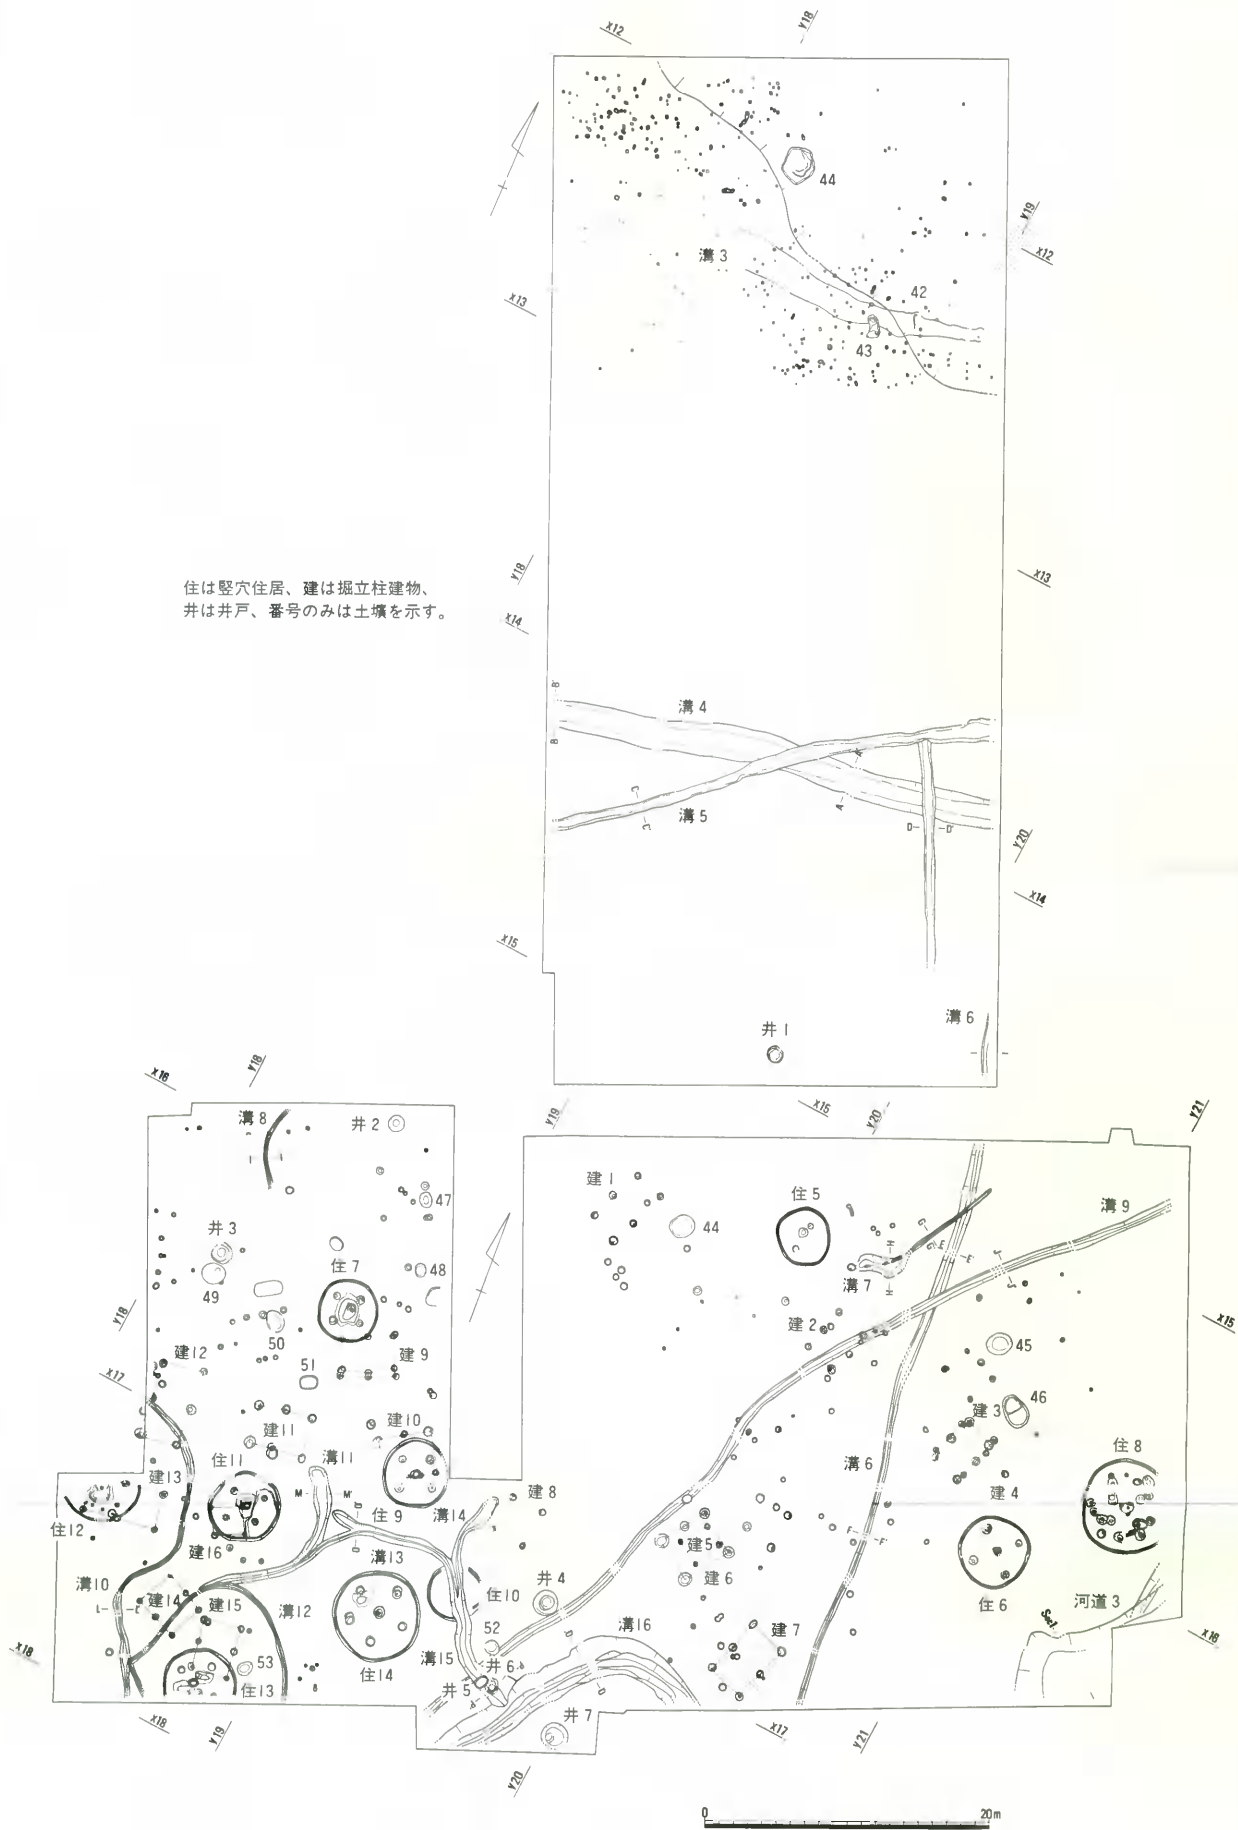 X12
Y18
44
Y19
X12
溝3
42
43
X13
住は竪穴住居、建は掘立柱建物、
井は井戸、番号のみは土壙を示す。
Y18
X13
X14
B'
B
溝4
A'
A
C'
C
溝5
D
D'
Y20
X14
X15
井1
溝6
X16
Y18
Y19
X15
Y20
Y21
溝8
井2
47
井3
49
48
住7
50
51
建12
建9
Y18
X17
建11
建10
住11
溝11
建13
住12
M
M'
住9
溝14
建8
建16
溝13
溝10
L
L'
建14
建15
溝12
住10
井4
52
53
住13
住14
溝15
井6
井5
溝16
井7
建1
44
住5
溝9
G
G'
H
H
E
E'
溝7
J
J'
建2
45
46
建3
X15
溝6
住8
建4
建5
建6
F
F'
住6
河道3
建7
X18
X16
X18
Y19
Y20
X17
Y21
0
20m